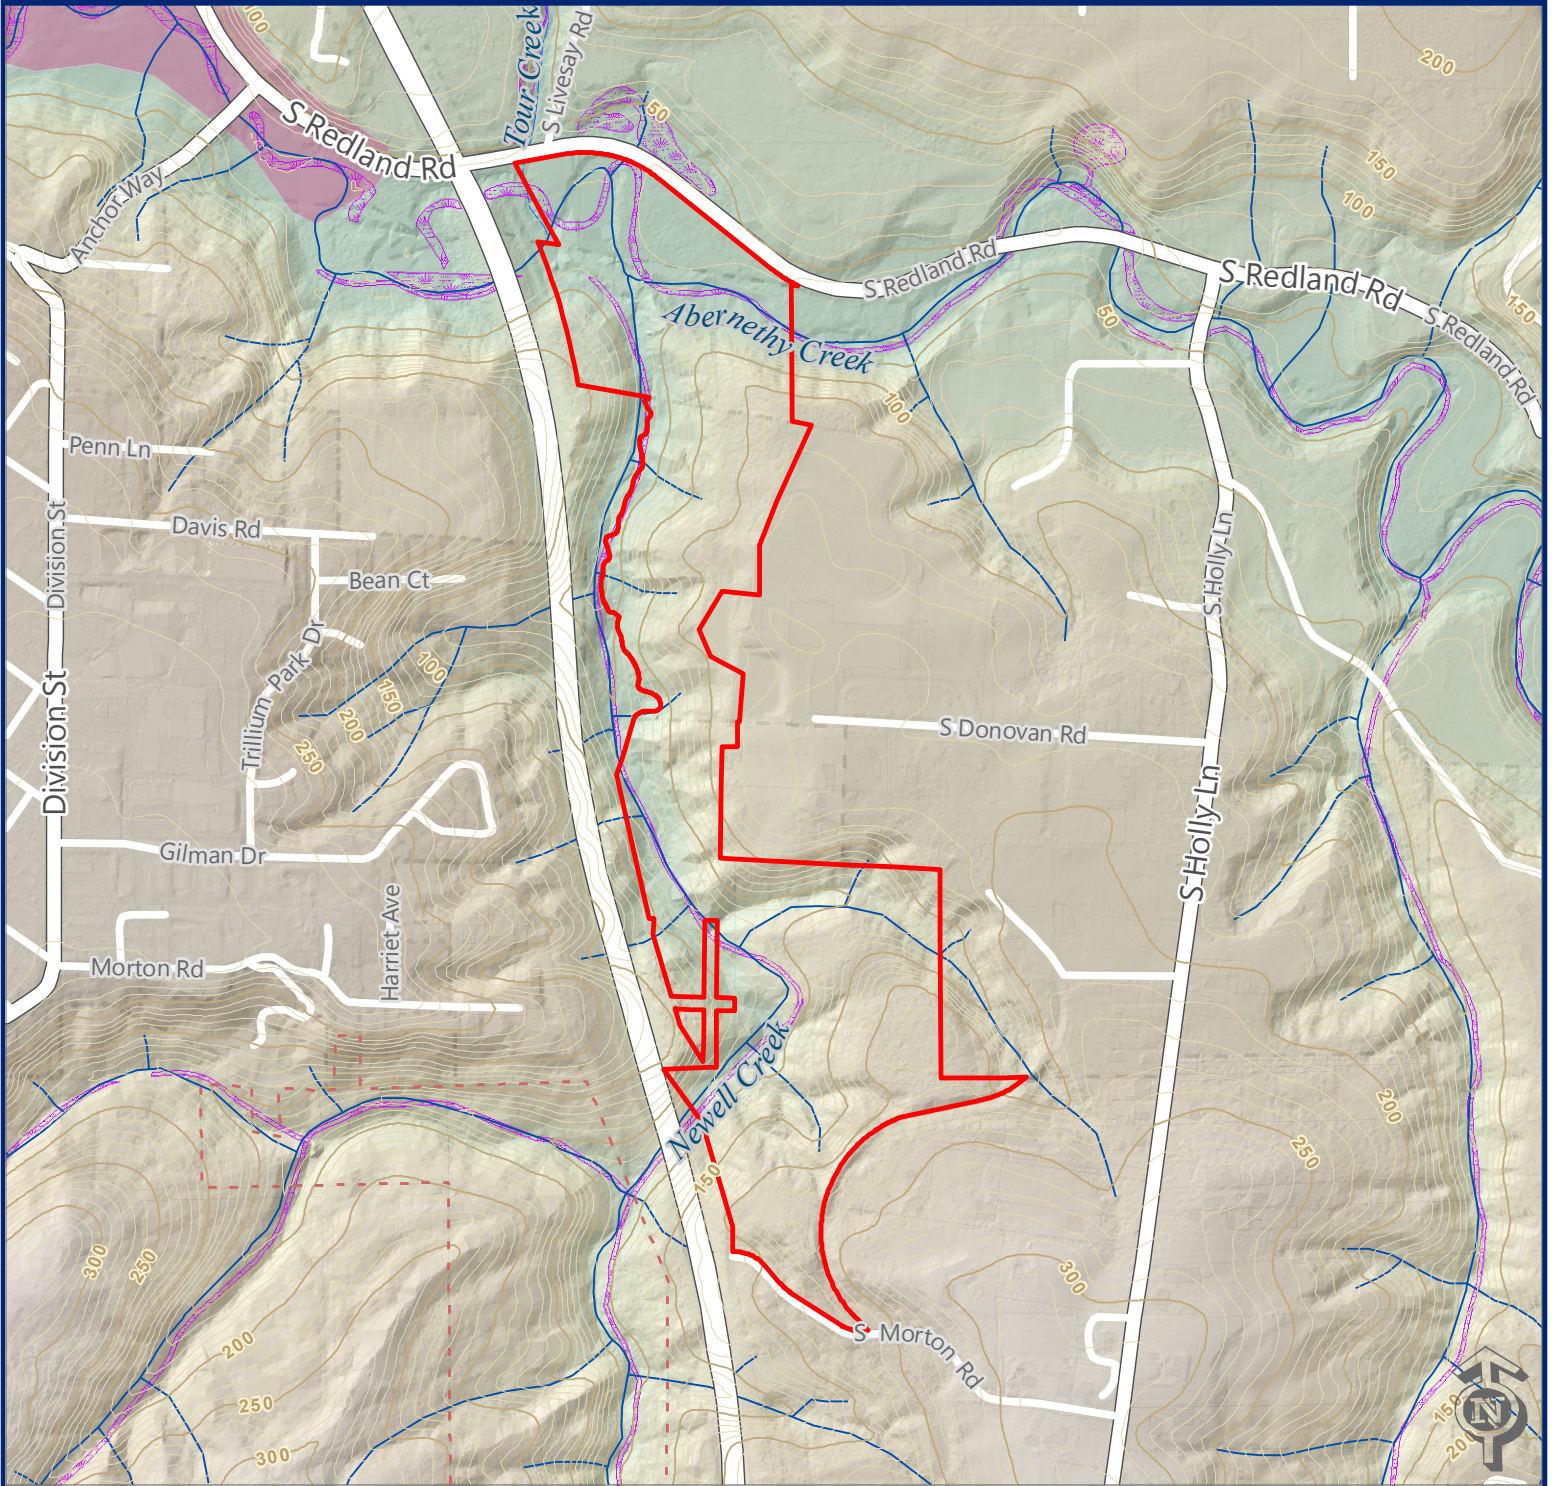 100
Tour Creek
S Livesay Rd
200
50
S Redland Rd
150
100
Anchor Way
S Redland Rd
S Redland Rd
S Redland Rd
150
50
Abernethy Creek
100
Penn Ln
Division St
Davis Rd
Bean Ct
S Holly Ln
Trillium Park Dr
100
150
200
250
Division St
S Donovan Rd
S Holly Ln
Gilman Dr
Harriet Ave
Morton Rd
Newell Creek
200
250
150
300
250
300
S Morton Rd
200
250
300
150
200
N